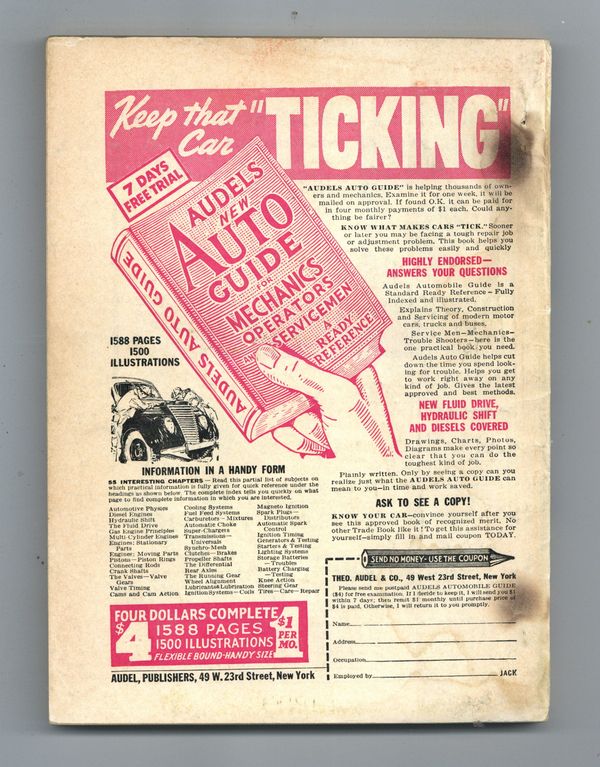 Keep that "TICKING"
Car
7 DAYS
FREE TRIAL
AUDELS
NEW
AUTO
GUIDE
FOR
MECHANICS
OPERATORS
SERVICEMEN
A
READY
REFERENCE
AUDELS AUTO GUIDE
1588 PAGES
1500
ILLUSTRATIONS
"AUDELS AUTO GUIDE" is helping thousands of own-
ers and mechanics. Examine it for one week, it will be
mailed on approval. If found O.K. it can be paid for
in four monthly payments of $1 each. Could any-
thing be fairer?
KNOW WHAT MAKES CARS "TICK." Sooner
or later you may be facing a tough repair job
or adjustment problem. This book helps you
solve these problems easily and quickly
HIGHLY ENDORSED—
ANSWERS YOUR QUESTIONS
Audels Automobile Guide is a
Standard Ready Reference – Fully
Indexed and illustrated.
Explains Theory, Construction
and Servicing of modern motor
cars, trucks and buses.
Service Men–Mechanics–
Trouble Shooters–here is the
one practical book you need.
Audels Auto Guide helps cut
down the time you spend look-
ing for trouble. Helps you get
to work right away on any
kind of job. Gives the latest
approved and best methods.
NEW FLUID DRIVE,
HYDRAULIC SHIFT
AND DIESELS COVERED
Drawings, Charts, Photos,
Diagrams make every point so
clear that you can do the
toughest kind of job.
Plainly written. Only by seeing a copy can you
realize just what the AUDELS AUTO GUIDE can
mean to you–in time and work saved.
ASK TO SEE A COPY!
KNOW YOUR CAR–convince yourself after you
see this approved book of recognized merit. No
other Trade Book like it! To get this assistance for
yourself–simply fill in and mail coupon TODAY.
INFORMATION IN A HANDY FORM
55 INTERESTING CHAPTERS – Read this partial list of subjects on
which practical information is fully given for quick reference under the
headings as shown below. The complete index tells you quickly on what
page to find complete information in which you are interested.
Automotive Physics
Diesel Engines
Hydraulic Shift
The Fluid Drive
Gas Engine Principles
Multi-Cylinder Engines
Engines: Stationary
Parts
Engine: Moving Parts
Pistons–Piston Rings
Connecting Rods
Crank Shafts
The Valves–Valve
Gears
Valve Timing
Cams and Cam Action
Cooling Systems
Fuel Feed Systems
Carburetors – Mixtures
Automatic Choke
Super-Chargers
Transmissions–
Universals
Synchro-Mesh
Clutches–Brakes
Propeller Shafts
The Differential
Rear Axles
The Running Gear
Wheel Alignment
Lubricants&Lubrication
IgnitionSystems–Coils
Magneto Ignition
Spark Plugs –
Distributors
Automatic Spark
Control
Ignition Timing
Generators & Testing
Starters & Testing
Lighting Systems
Storage Batteries
–Troubles
Battery Charging
–Testing
Knee Action
Steering Gear
Tires–Care–Repair
FOUR DOLLARS COMPLETE
$4
1588 PAGES
1500 ILLUSTRATIONS
FLEXIBLE BOUND-HANDY SIZE
$1
PER
MO.
1
AUDEL, PUBLISHERS, 49 W. 23rd Street, New York
SEND NO MONEY - USE THE COUPON
THEO. AUDEL & CO., 49 West 23rd Street, New York
Please send me postpaid AUDELS AUTOMOBILE GUIDE
($4) for free examination. If I decide to keep it, I will send you $1
within 7 days; then remit $1 monthly until purchase price of
$4 is paid. Otherwise, I will return it to you promptly.
Name
Address
Occupation
Employed by JACK